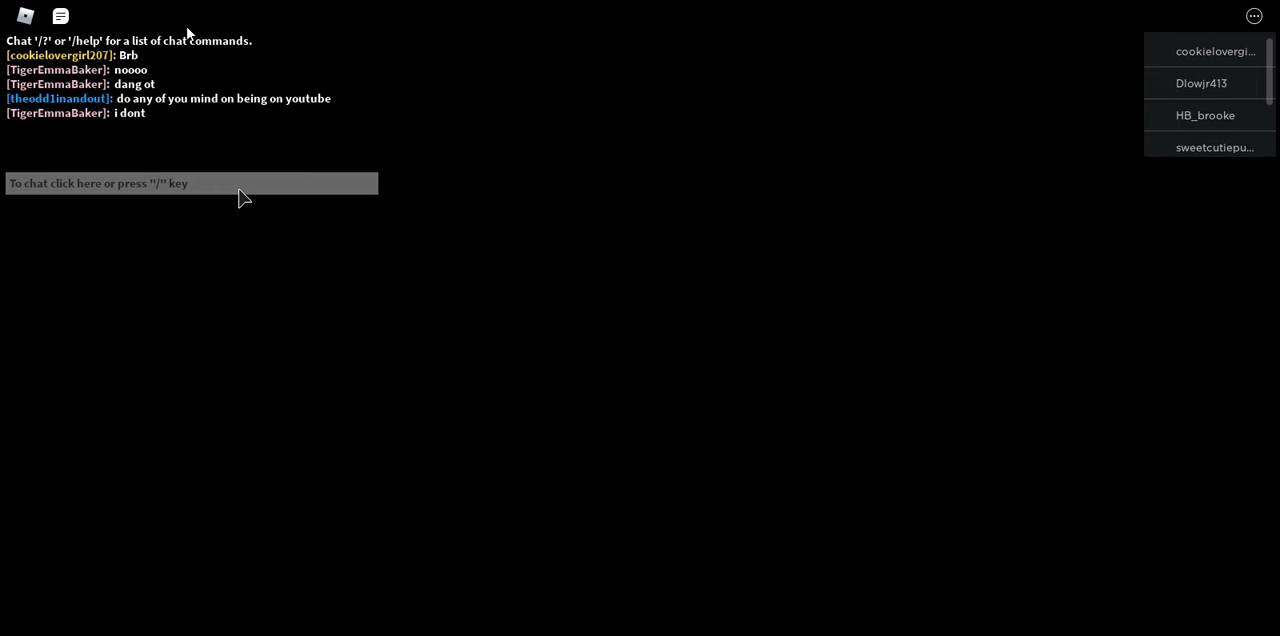 Chat '/?' or '/help' for a list of chat commands.
[cookielovergirl207]: Brb
[TigerEmmaBaker]: noooo
[TigerEmmaBaker]: dang ot
[theodd1inandout]: do any of you mind on being on youtube
[TigerEmmaBaker]: i dont
To chat click here or press "/" key
cookielovergi...
Dlowjr413
HB_brooke
sweetcutiepu...